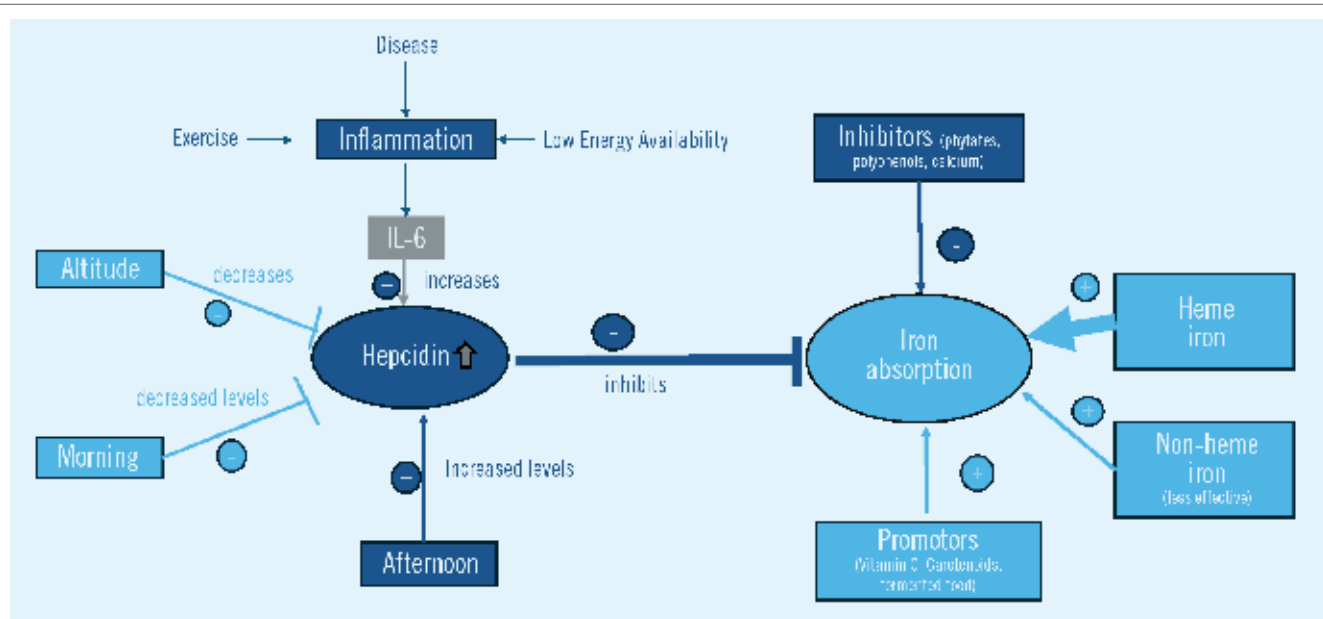 Disease
Exercise
Inflammation
Low Energy Availability
Inhibitors (phytates,
polyphenols, calcium)
IL-6
-
Altitude
decreases
-
increases
+
Heme
iron
-
Hepcidin
-
inhibits
Iron
absorption
decreased levels
+
Morning
-
Increased levels
-
+
Non-heme
iron
(less effective)
Afternoon
Promotors
(Vitamin C, Carotenoids,
fermented food)